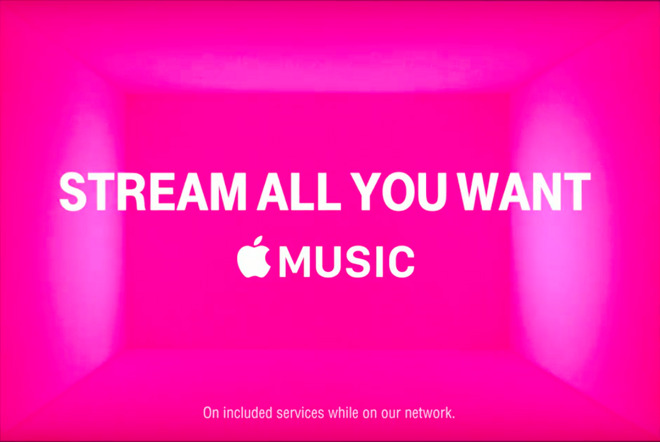 STREAM ALL YOU WANT
MUSIC
On included services while on our network.